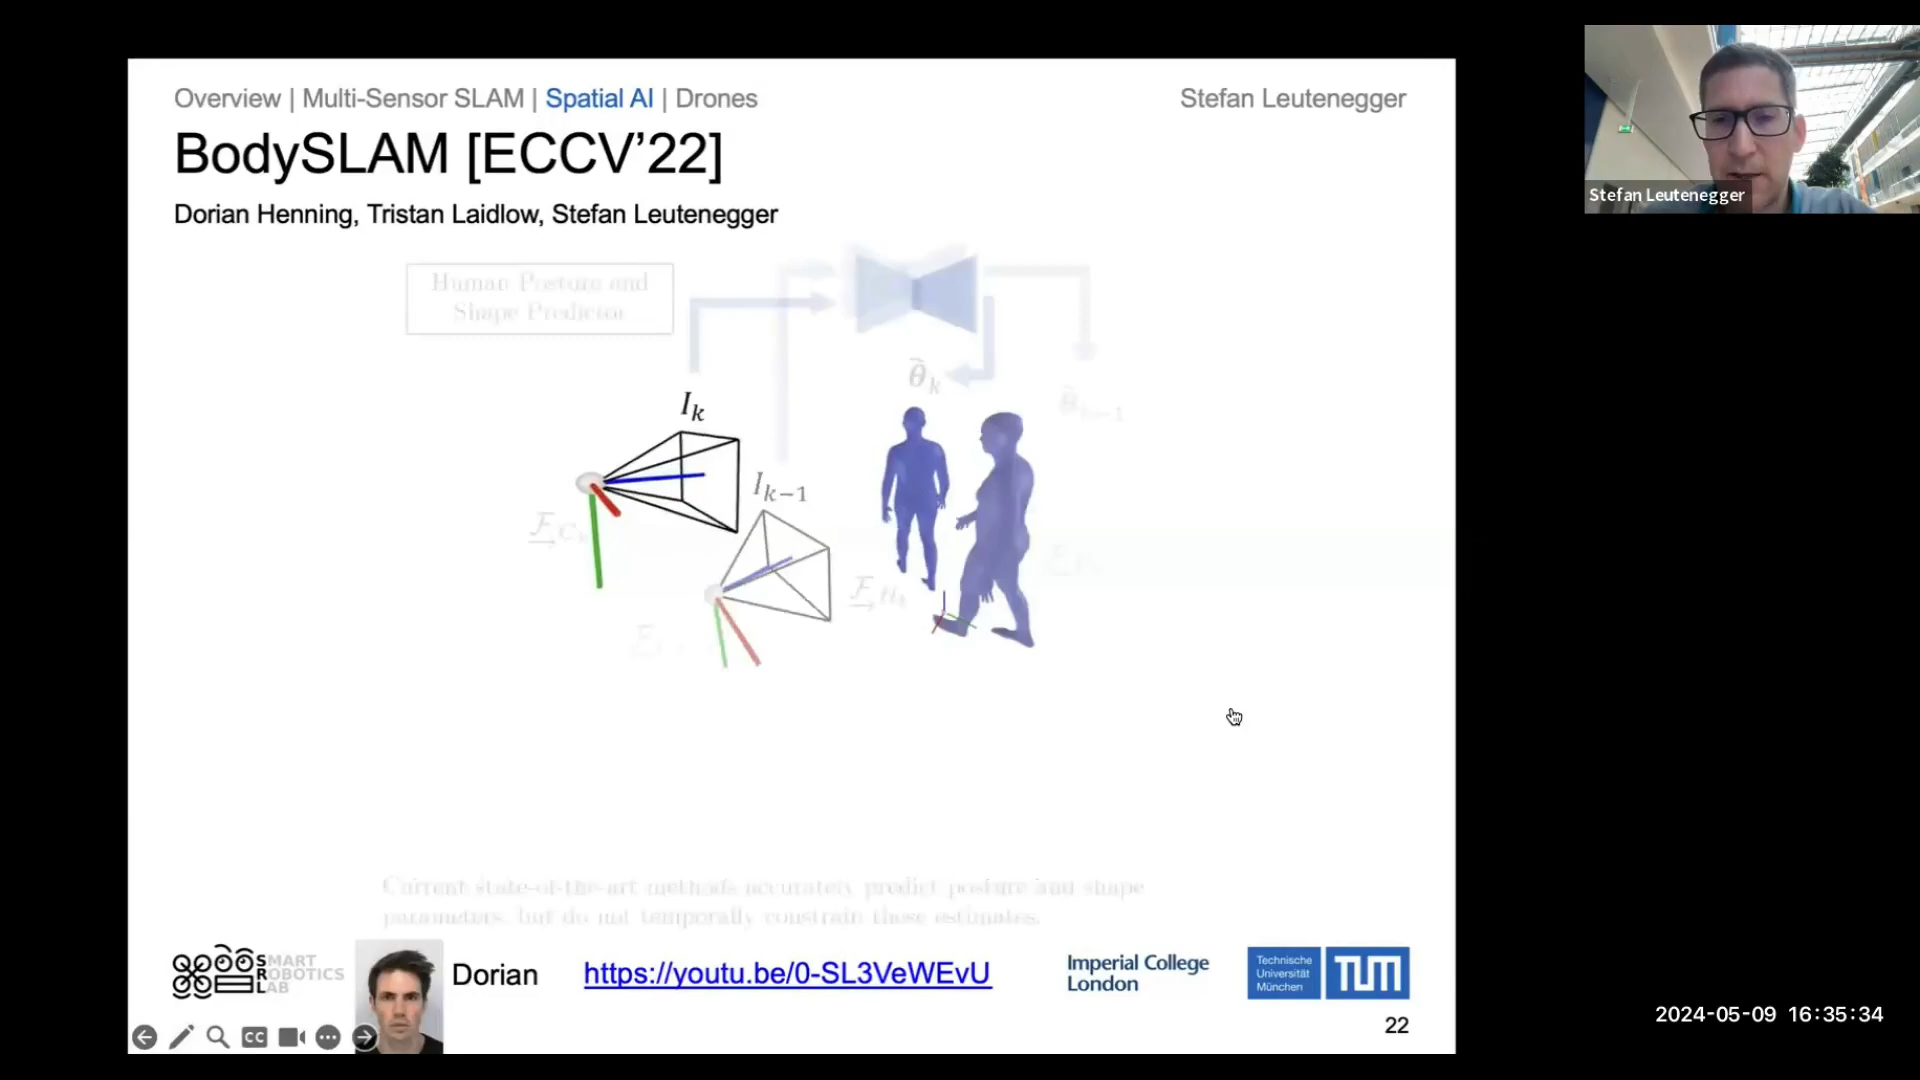 Overview | Multi-Sensor SLAM | Spatial AI | Drones
Stefan Leutenegger
BodySLAM [ECCV'22]
Dorian Henning, Tristan Laidlow, Stefan Leutenegger
Stefan Leutenegger
Human Posture and
Shape Predictor
θ̃k
Ik
Ik−1
Current state-of-the-art methods accurately predict posture and shape
parameters, but do not temporally constrain these estimates.
SMART
ROBOTICS
LAB
Dorian
https://youtu.be/0-SL3VeWEvU
Imperial College
London
Technische
Universität
München
TUM
CC
22
2024-05-09 16:35:34